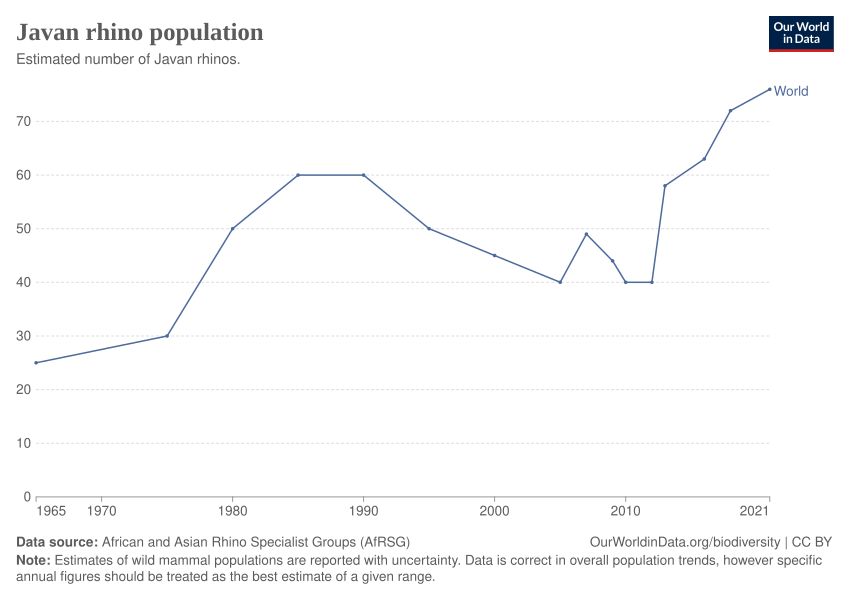 Javan rhino population
Estimated number of Javan rhinos.
Our World
in Data
World
70
60
50
40
30
20
10
0
1965 1970 1980 1990 2000 2010 2021
Data source: African and Asian Rhino Specialist Groups (AfRSG)
OurWorldinData.org/biodiversity | CC BY
Note: Estimates of wild mammal populations are reported with uncertainty. Data is correct in overall population trends, however specific
annual figures should be treated as the best estimate of a given range.